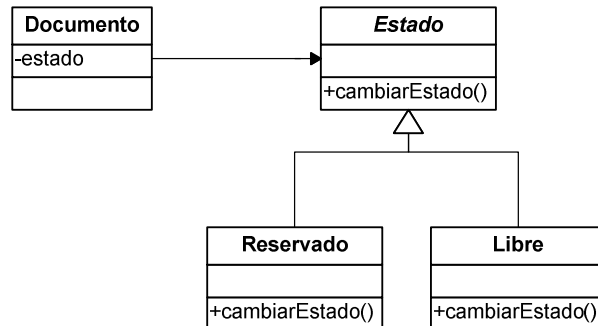 Documento
-estado
Estado
+cambiarEstado()
Reservado
+cambiarEstado()
Libre
+cambiarEstado()